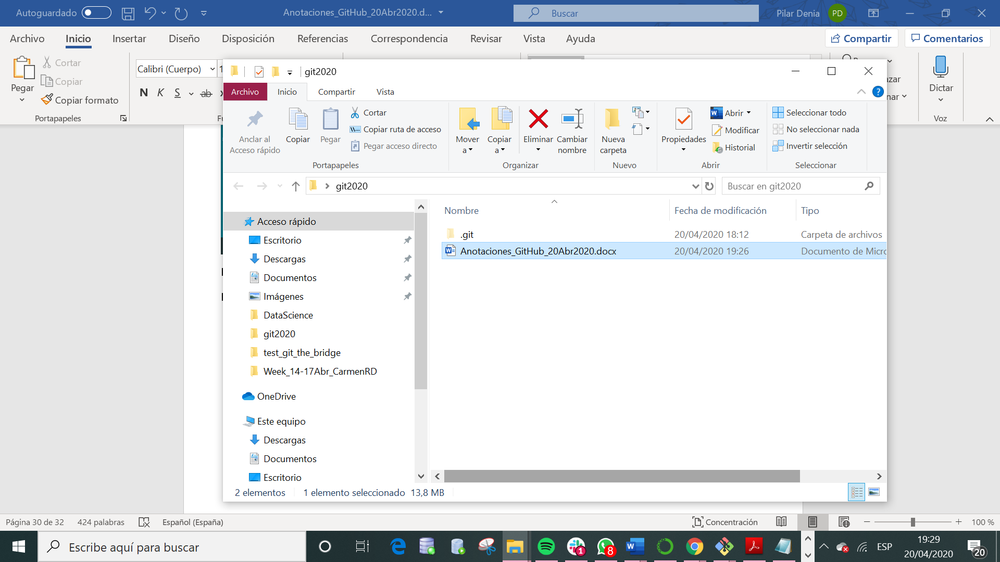 Autoguardado
Anotaciones_GitHub_20Abr2020.d...
Buscar
Pilar Denia
PD
Archivo
Inicio
Insertar
Diseño
Disposición
Referencias
Correspondencia
Revisar
Vista
Ayuda
Compartir
Comentarios
Pegar
Cortar
Copiar
Copiar formato
Portapapeles
Calibri (Cuerpo)
N K S ab
Dictar
Voz
git2020
Archivo
Inicio
Compartir
Vista
Anclar al
Acceso rápido
Copiar
Pegar
Cortar
Copiar ruta de acceso
Pegar acceso directo
Portapapeles
Mover
a
Copiar
a
Eliminar
Cambiar
nombre
Organizar
Nueva
carpeta
Nuevo
Propiedades
Abrir
Modificar
Historial
Abrir
Seleccionar todo
No seleccionar nada
Invertir selección
Seleccionar
git2020
Buscar en git2020
Acceso rápido
Escritorio
Descargas
Documentos
Imágenes
DataScience
git2020
test_git_the_bridge
Week_14-17Abr_CarmenRD
OneDrive
Este equipo
Descargas
Documentos
Escritorio
Nombre
Fecha de modificación
Tipo
.git
20/04/2020 18:12
Carpeta de archivos
Anotaciones_GitHub_20Abr2020.docx
20/04/2020 19:26
Documento de Micro
2 elementos
1 elemento seleccionado 13,8 MB
Página 30 de 32
424 palabras
Español (España)
Concentración
100 %
Escribe aquí para buscar
1
8
ESP
19:29
20/04/2020
20